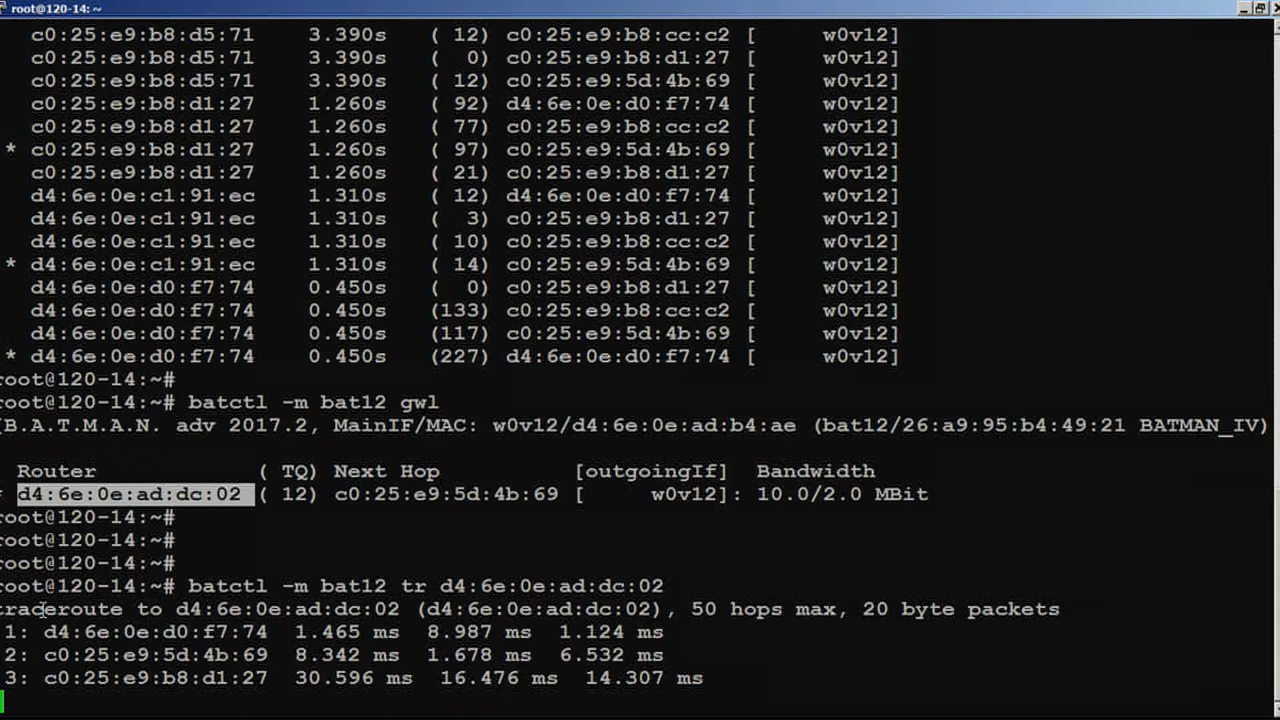 root@120-14: ~
c0:25:e9:b8:d5:71 3.390s ( 12) c0:25:e9:b8:cc:c2 [ w0v12]
c0:25:e9:b8:d5:71 3.390s ( 0) c0:25:e9:b8:d1:27 [ w0v12]
c0:25:e9:b8:d5:71 3.390s ( 12) c0:25:e9:5d:4b:69 [ w0v12]
c0:25:e9:b8:d1:27 1.260s ( 92) d4:6e:0e:d0:f7:74 [ w0v12]
c0:25:e9:b8:d1:27 1.260s ( 77) c0:25:e9:b8:cc:c2 [ w0v12]
* c0:25:e9:b8:d1:27 1.260s ( 97) c0:25:e9:5d:4b:69 [ w0v12]
c0:25:e9:b8:d1:27 1.260s ( 21) c0:25:e9:b8:d1:27 [ w0v12]
d4:6e:0e:c1:91:ec 1.310s ( 12) d4:6e:0e:d0:f7:74 [ w0v12]
d4:6e:0e:c1:91:ec 1.310s ( 3) c0:25:e9:b8:d1:27 [ w0v12]
d4:6e:0e:c1:91:ec 1.310s ( 10) c0:25:e9:b8:cc:c2 [ w0v12]
* d4:6e:0e:c1:91:ec 1.310s ( 14) c0:25:e9:5d:4b:69 [ w0v12]
d4:6e:0e:d0:f7:74 0.450s ( 0) c0:25:e9:b8:d1:27 [ w0v12]
d4:6e:0e:d0:f7:74 0.450s (133) c0:25:e9:b8:cc:c2 [ w0v12]
d4:6e:0e:d0:f7:74 0.450s (117) c0:25:e9:5d:4b:69 [ w0v12]
* d4:6e:0e:d0:f7:74 0.450s (227) d4:6e:0e:d0:f7:74 [ w0v12]
root@120-14:~#
root@120-14:~# batctl -m bat12 gwl
[B.A.T.M.A.N. adv 2017.2, MainIF/MAC: w0v12/d4:6e:0e:ad:b4:ae (bat12/26:a9:95:b4:49:21 BATMAN_IV)
Router ( TQ) Next Hop [outgoingIf] Bandwidth
* d4:6e:0e:ad:dc:02 ( 12) c0:25:e9:5d:4b:69 [ w0v12]: 10.0/2.0 MBit
root@120-14:~#
root@120-14:~#
root@120-14:~#
root@120-14:~# batctl -m bat12 tr d4:6e:0e:ad:dc:02
traceroute to d4:6e:0e:ad:dc:02 (d4:6e:0e:ad:dc:02), 50 hops max, 20 byte packets
1: d4:6e:0e:d0:f7:74 1.465 ms 8.987 ms 1.124 ms
2: c0:25:e9:5d:4b:69 8.342 ms 1.678 ms 6.532 ms
3: c0:25:e9:b8:d1:27 30.596 ms 16.476 ms 14.307 ms